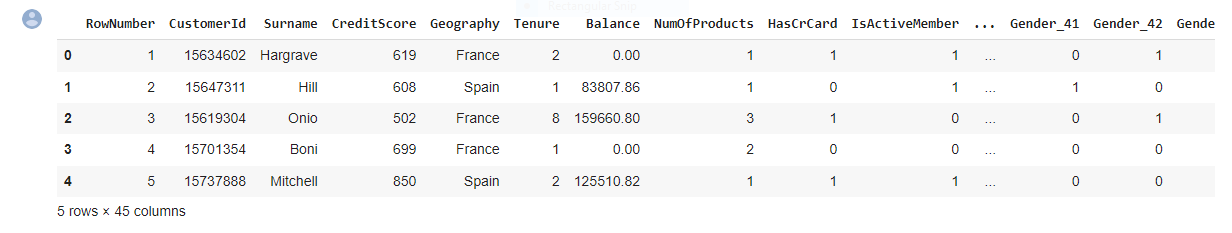 Rectangular Snip
RowNumber CustomerId Surname CreditScore Geography Tenure Balance NumOfProducts HasCrCard IsActiveMember ... Gender_41 Gender_42 Gende
0 1 15634602 Hargrave 619 France 2 0.00 1 1 1 ... 0 1
1 2 15647311 Hill 608 Spain 1 83807.86 1 0 1 ... 1 0
2 3 15619304 Onio 502 France 8 159660.80 3 1 0 ... 0 1
3 4 15701354 Boni 699 France 1 0.00 2 0 0 ... 0 0
4 5 15737888 Mitchell 850 Spain 2 125510.82 1 1 1 ... 0 0
5 rows × 45 columns